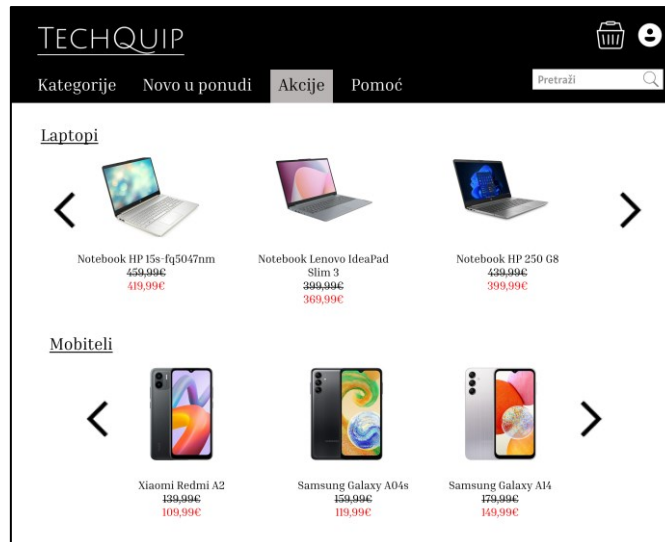 TECHQUIP
Kategorije Novo u ponudi Akcije Pomoć Pretraži
Laptopi
Notebook HP 15s-fq5047nm
459,99€
419,99€
Notebook Lenovo IdeaPad
Slim 3
399,99€
369,99€
Notebook HP 250 G8
439,99€
399,99€
Mobiteli
Xiaomi Redmi A2
139,99€
109,99€
Samsung Galaxy A04s
159,99€
119,99€
Samsung Galaxy A14
179,99€
149,99€